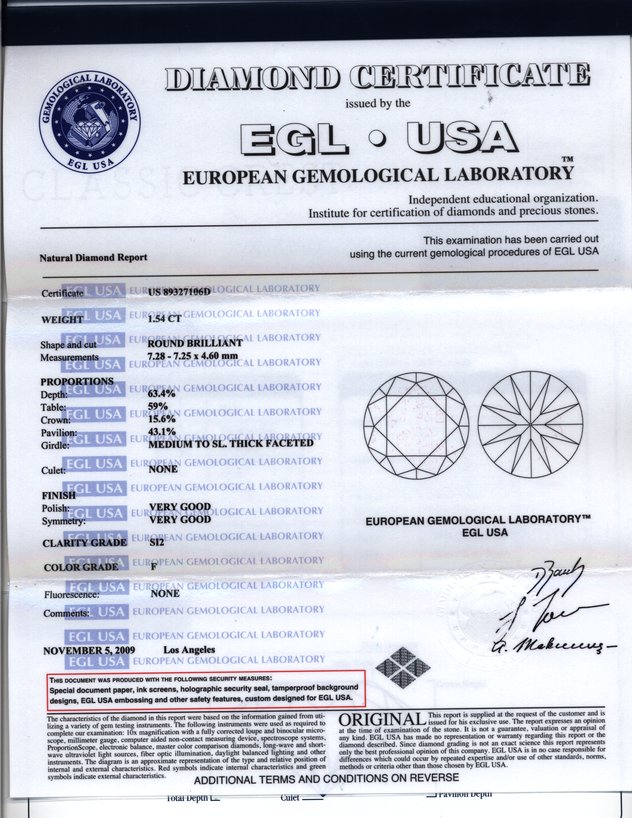 GEMOLOGICAL LABORATORY
EGL USA
DIAMOND CERTIFICATE
issued by the
EGL • USA
EUROPEAN GEMOLOGICAL LABORATORY™
CLASSIC
Independent educational organization.
Institute for certification of diamonds and precious stones.
This examination has been carried out
using the current gemological procedures of EGL USA
Natural Diamond Report
Certificate US 89327106D
WEIGHT 1.54 CT
Shape and cut ROUND BRILLIANT
Measurements 7.28 - 7.25 x 4.60 mm
PROPORTIONS
Depth: 63.4%
Table: 59%
Crown: 15.6%
Pavilion: 43.1%
Girdle: MEDIUM TO SL. THICK FACETED
Culet: NONE
FINISH
Polish: VERY GOOD
Symmetry: VERY GOOD
CLARITY GRADE SI2
COLOR GRADE F
Fluorescence: NONE
Comments:
NOVEMBER 5, 2009 Los Angeles
EGL USA EUROPEAN GEMOLOGICAL LABORATORY
EUROPEAN GEMOLOGICAL LABORATORY™
EGL USA
THIS DOCUMENT WAS PRODUCED WITH THE FOLLOWING SECURITY MEASURES:
Special document paper, ink screens, holographic security seal, tamperproof background
designs, EGL USA embossing and other safety features, custom designed for EGL USA.
The characteristics of the diamond in this report were based on the information gained from uti-
lizing a variety of gem testing instruments. The following instruments were used as required to
complete our examination: 10x magnification with a fully corrected loupe and binocular micro-
scope, millimeter gauge, computer aided non-contact measuring device, spectroscope systems
ProportionScope, electronic balance, master color comparison diamonds, long-wave and short-
wave ultraviolet light sources, fiber optic illumination, daylight balanced lighting and other
instruments. The diagram is an approximate representation of the type and relative position of
internal and external characteristics. Red symbols indicate internal characteristics and green
symbols indicate external characteristics.
ORIGINAL This report is supplied at the request of the customer and is
issued for his exclusive use. The report expresses an opinion
at the time of examination of the stone. It is not a guarantee, valuation or appraisal of
any kind. EGL USA has made no representation or warranty regarding this report or the
diamond described. Since diamond grading is not an exact science this report represents
only the best professional opinion of this company. EGL USA is in no case responsible for
differences which could occur by repeated expertise and/or use of other standards, norms,
methods or criteria other than those chosen by EGL USA.
ADDITIONAL TERMS AND CONDITIONS ON REVERSE
Total Depth Culet Pavilion Depth